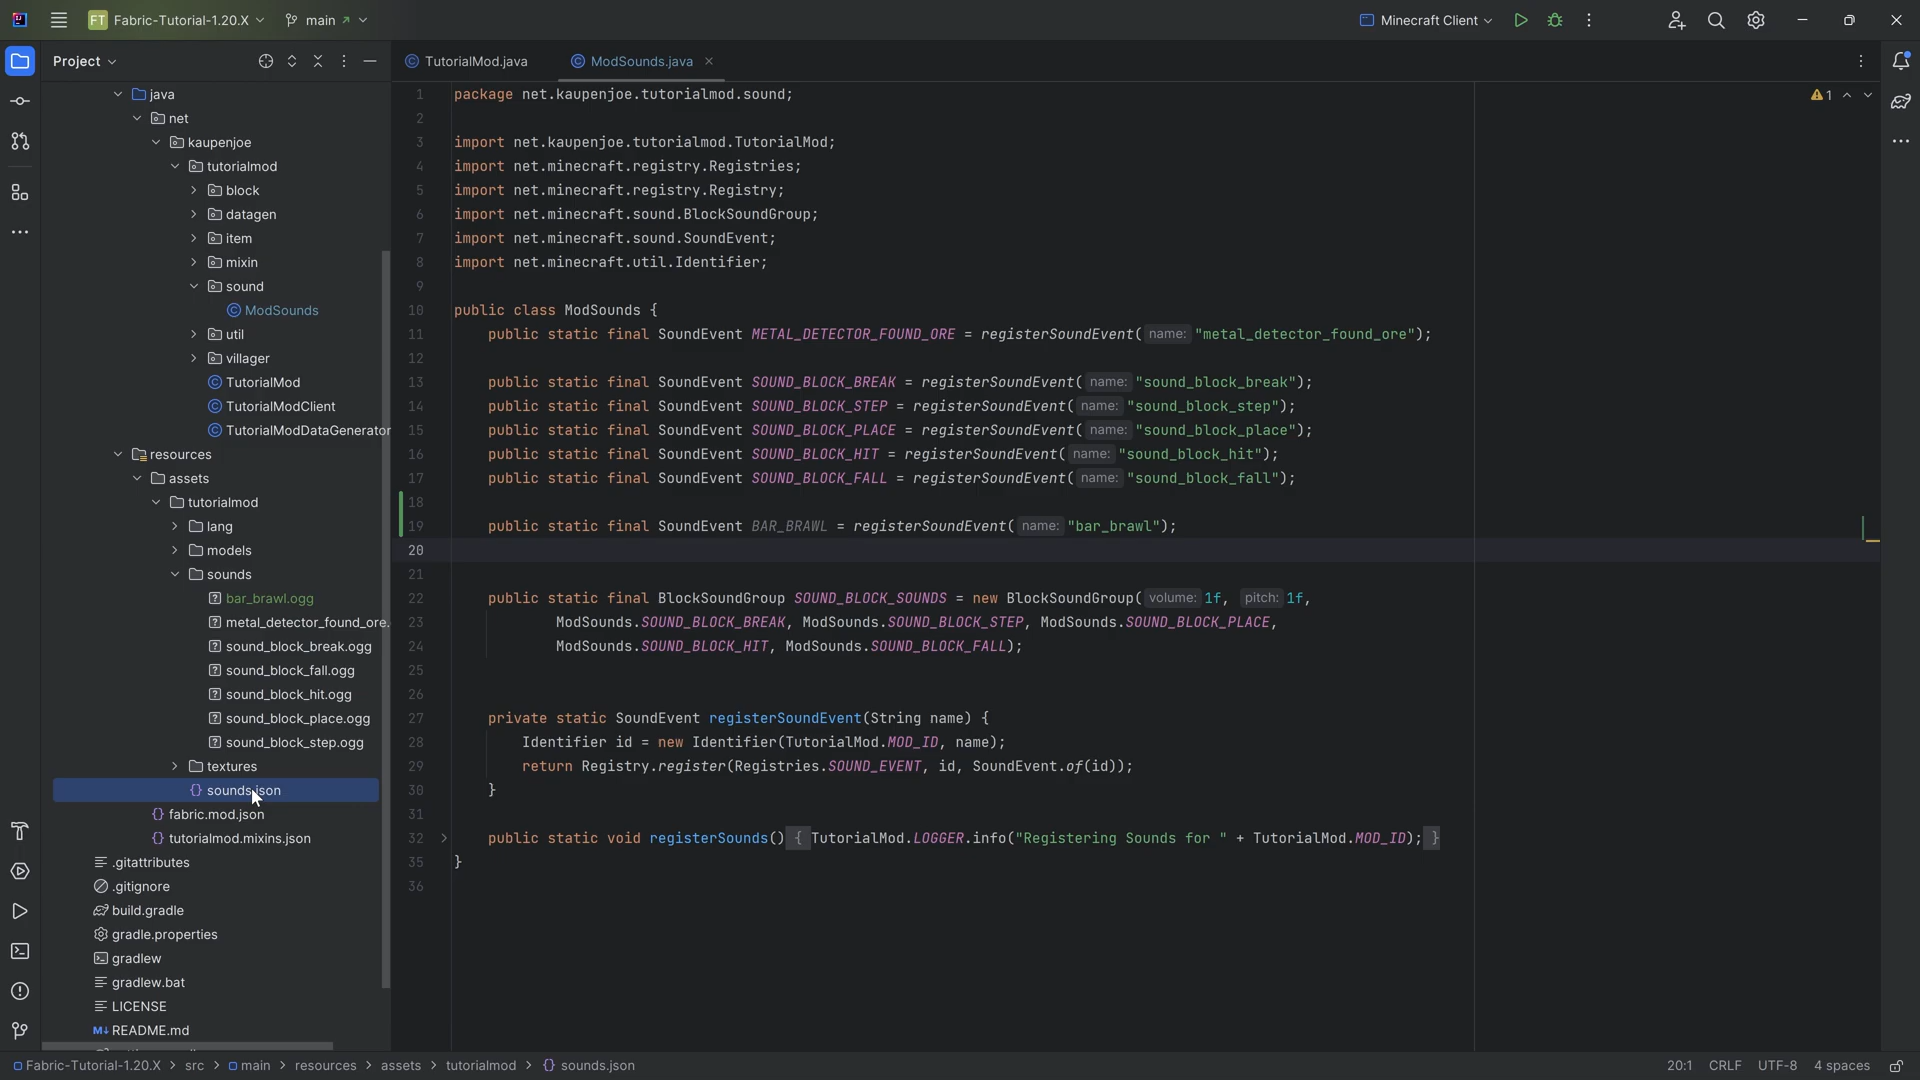 FT Fabric-Tutorial-1.20.X main Minecraft Client
Project
TutorialMod.java ModSounds.java
java
net
kaupenjoe
tutorialmod
block
datagen
item
mixin
sound
ModSounds
util
villager
TutorialMod
TutorialModClient
TutorialModDataGenerator
resources
assets
tutorialmod
lang
models
sounds
bar_brawl.ogg
metal_detector_found_ore.
sound_block_break.ogg
sound_block_fall.ogg
sound_block_hit.ogg
sound_block_place.ogg
sound_block_step.ogg
textures
sounds.json
fabric.mod.json
tutorialmod.mixins.json
.gitattributes
.gitignore
build.gradle
gradle.properties
gradlew
gradlew.bat
LICENSE
M↓ README.md
1 package net.kaupenjoe.tutorialmod.sound;
2
3 import net.kaupenjoe.tutorialmod.TutorialMod;
4 import net.minecraft.registry.Registries;
5 import net.minecraft.registry.Registry;
6 import net.minecraft.sound.BlockSoundGroup;
7 import net.minecraft.sound.SoundEvent;
8 import net.minecraft.util.Identifier;
9
10 public class ModSounds {
11 public static final SoundEvent METAL_DETECTOR_FOUND_ORE = registerSoundEvent( name: "metal_detector_found_ore");
12
13 public static final SoundEvent SOUND_BLOCK_BREAK = registerSoundEvent( name: "sound_block_break");
14 public static final SoundEvent SOUND_BLOCK_STEP = registerSoundEvent( name: "sound_block_step");
15 public static final SoundEvent SOUND_BLOCK_PLACE = registerSoundEvent( name: "sound_block_place");
16 public static final SoundEvent SOUND_BLOCK_HIT = registerSoundEvent( name: "sound_block_hit");
17 public static final SoundEvent SOUND_BLOCK_FALL = registerSoundEvent( name: "sound_block_fall");
18
19 public static final SoundEvent BAR_BRAWL = registerSoundEvent( name: "bar_brawl");
20
21
22 public static final BlockSoundGroup SOUND_BLOCK_SOUNDS = new BlockSoundGroup( volume: 1f, pitch: 1f,
23 ModSounds.SOUND_BLOCK_BREAK, ModSounds.SOUND_BLOCK_STEP, ModSounds.SOUND_BLOCK_PLACE,
24 ModSounds.SOUND_BLOCK_HIT, ModSounds.SOUND_BLOCK_FALL);
25
26
27 private static SoundEvent registerSoundEvent(String name) {
28 Identifier id = new Identifier(TutorialMod.MOD_ID, name);
29 return Registry.register(Registries.SOUND_EVENT, id, SoundEvent.of(id));
30 }
31
32 public static void registerSounds() { TutorialMod.LOGGER.info("Registering Sounds for " + TutorialMod.MOD_ID); }
35 }
36
1
Fabric-Tutorial-1.20.X > src > main > resources > assets > tutorialmod > {} sounds.json 20:1 CRLF UTF-8 4 spaces